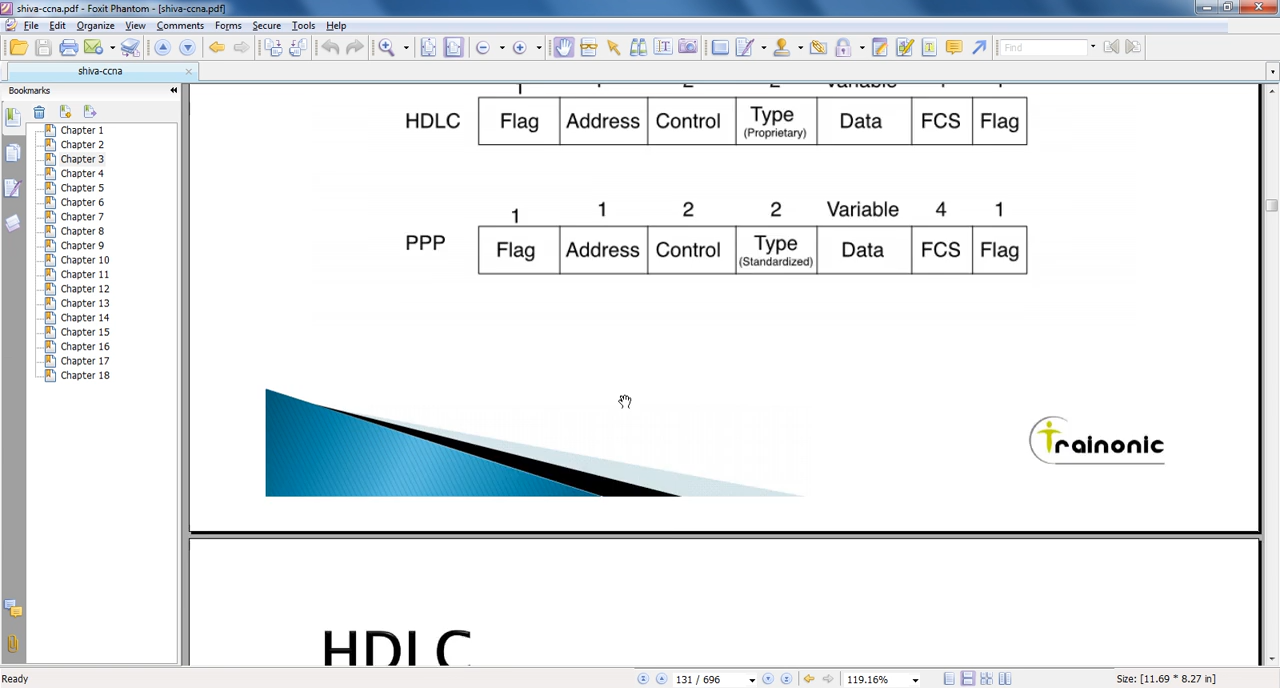 shiva-ccna.pdf - Foxit Phantom - [shiva-ccna.pdf]
File Edit Organize View Comments Forms Secure Tools Help
Find
shiva-ccna
Bookmarks
Chapter 1
Chapter 2
Chapter 3
Chapter 4
Chapter 5
Chapter 6
Chapter 7
Chapter 8
Chapter 9
Chapter 10
Chapter 11
Chapter 12
Chapter 13
Chapter 14
Chapter 15
Chapter 16
Chapter 17
Chapter 18
HDLC Flag Address Control Type (Proprietary) Data FCS Flag
1 1 2 2 Variable 4 1
PPP Flag Address Control Type (Standardized) Data FCS Flag
Trainonic
HDLC
Ready 131 / 696 119.16% Size: [11.69 * 8.27 in]